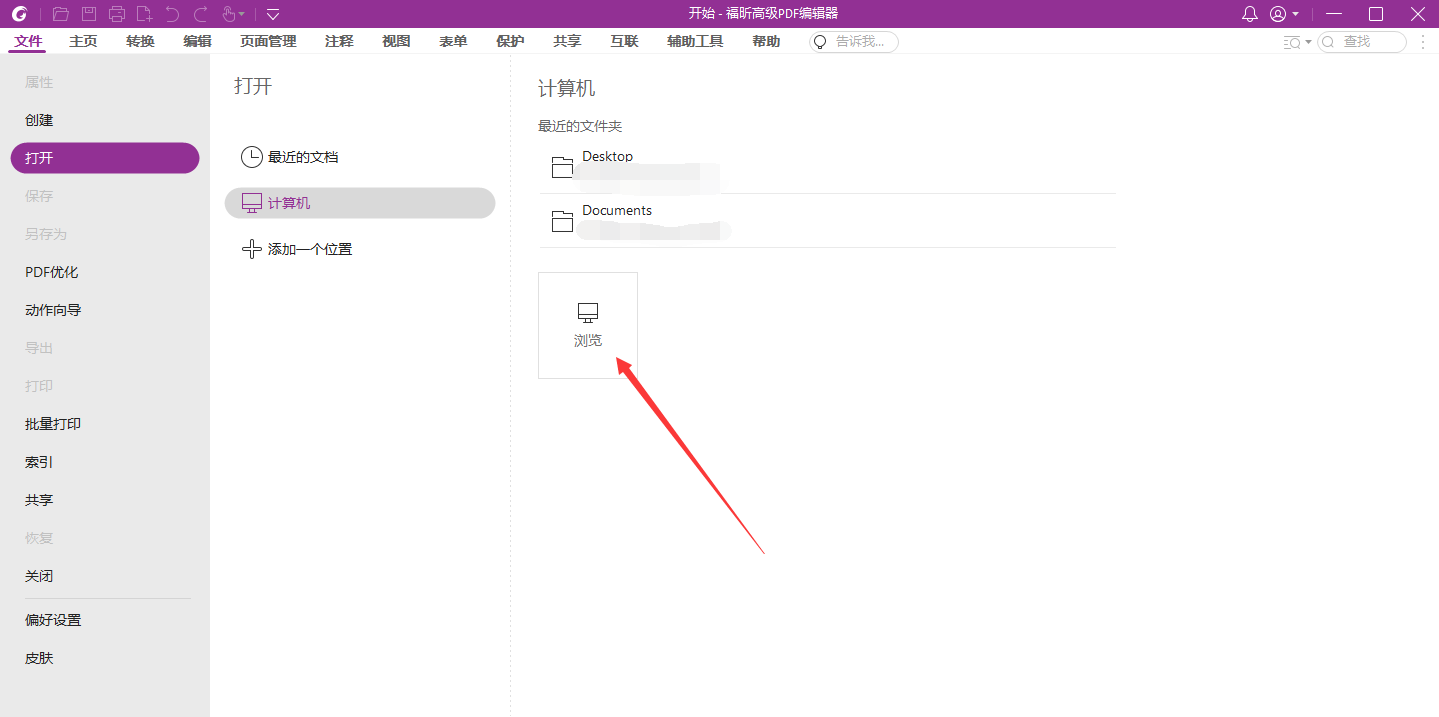 开始 - 福昕高级PDF编辑器
文件 主页 转换 编辑 页面管理 注释 视图 表单 保护 共享 互联 辅助工具 帮助 告诉我... 查找
属性
创建
打开
保存
另存为
PDF优化
动作向导
导出
打印
批量打印
索引
共享
恢复
关闭
偏好设置
皮肤
打开
最近的文档
计算机
添加一个位置
计算机
最近的文件夹
Desktop
Documents
浏览